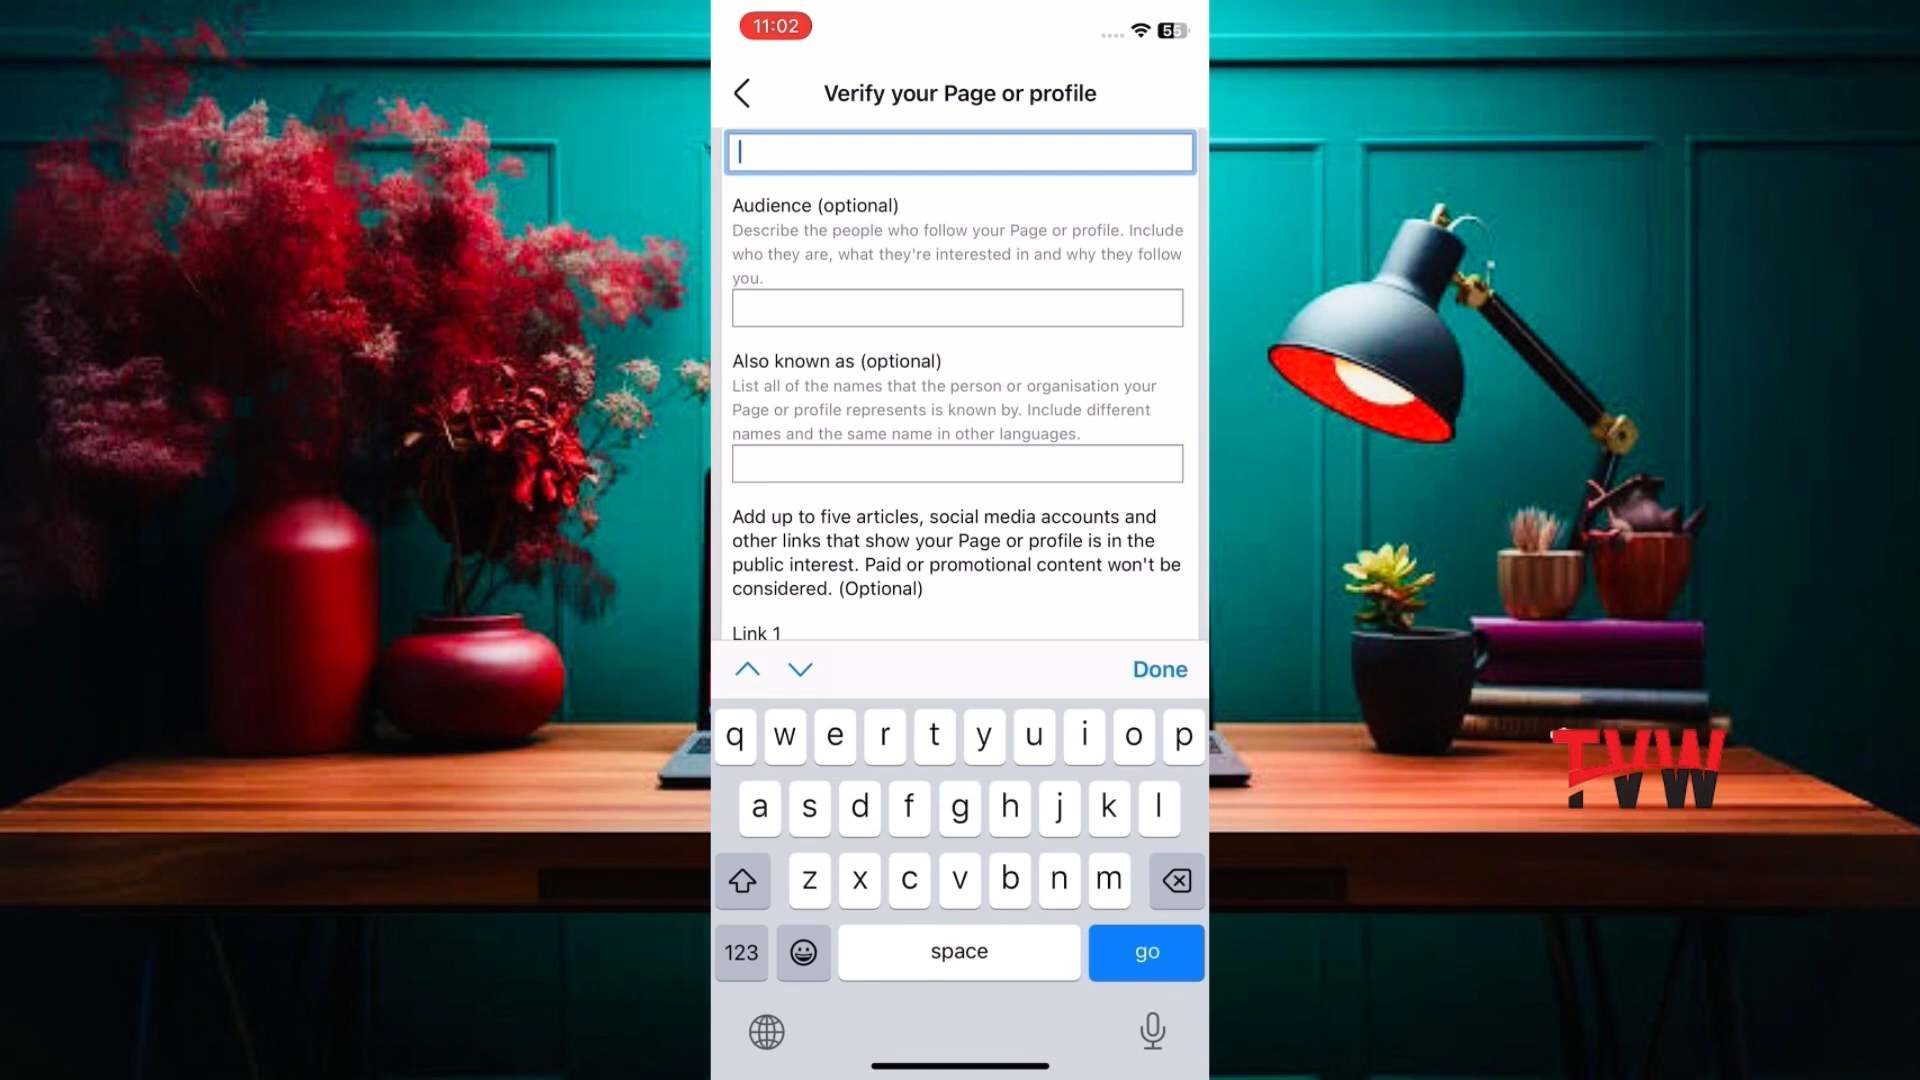 11:02
55
Verify your Page or profile
Audience (optional)
Describe the people who follow your Page or profile. Include
who they are, what they're interested in and why they follow
you.
Also known as (optional)
List all of the names that the person or organisation your
Page or profile represents is known by. Include different
names and the same name in other languages.
Add up to five articles, social media accounts and
other links that show your Page or profile is in the
public interest. Paid or promotional content won't be
considered. (Optional)
Link 1
Done
q w e r t y u i o p
a s d f g h j k l
z x c v b n m
123 space go
TVW